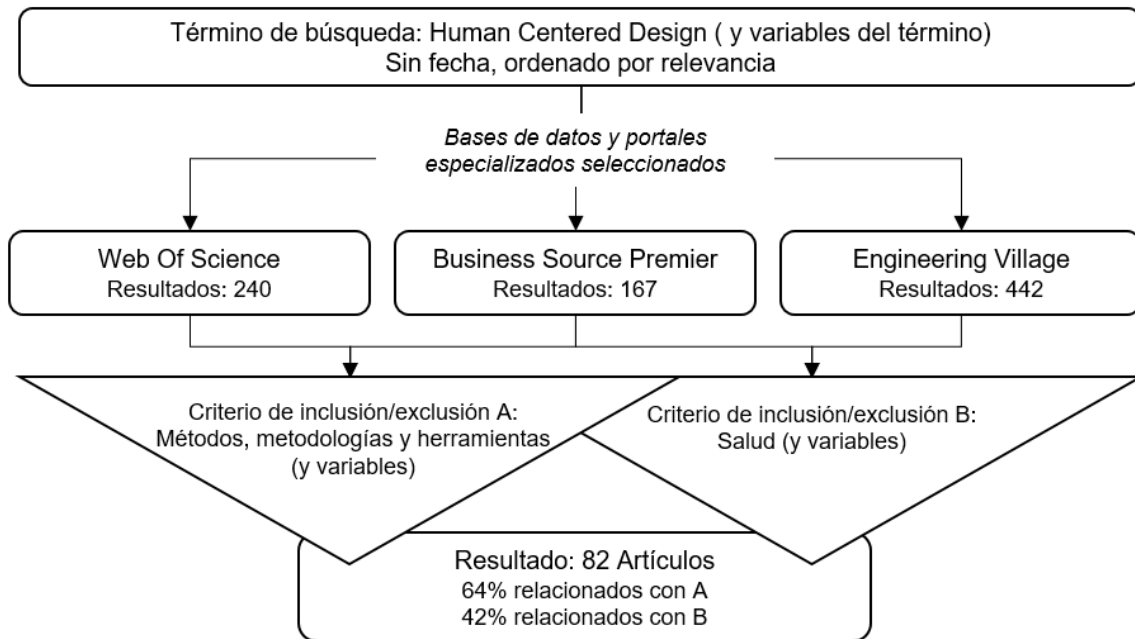 Término de búsqueda: Human Centered Design ( y variables del término)
Sin fecha, ordenado por relevancia
Bases de datos y portales
especializados seleccionados
Web Of Science
Resultados: 240
Business Source Premier
Resultados: 167
Engineering Village
Resultados: 442
Criterio de inclusión/exclusión A:
Métodos, metodologías y herramientas
(y variables)
Criterio de inclusión/exclusión B:
Salud (y variables)
Resultado: 82 Artículos
64% relacionados con A
42% relacionados con B